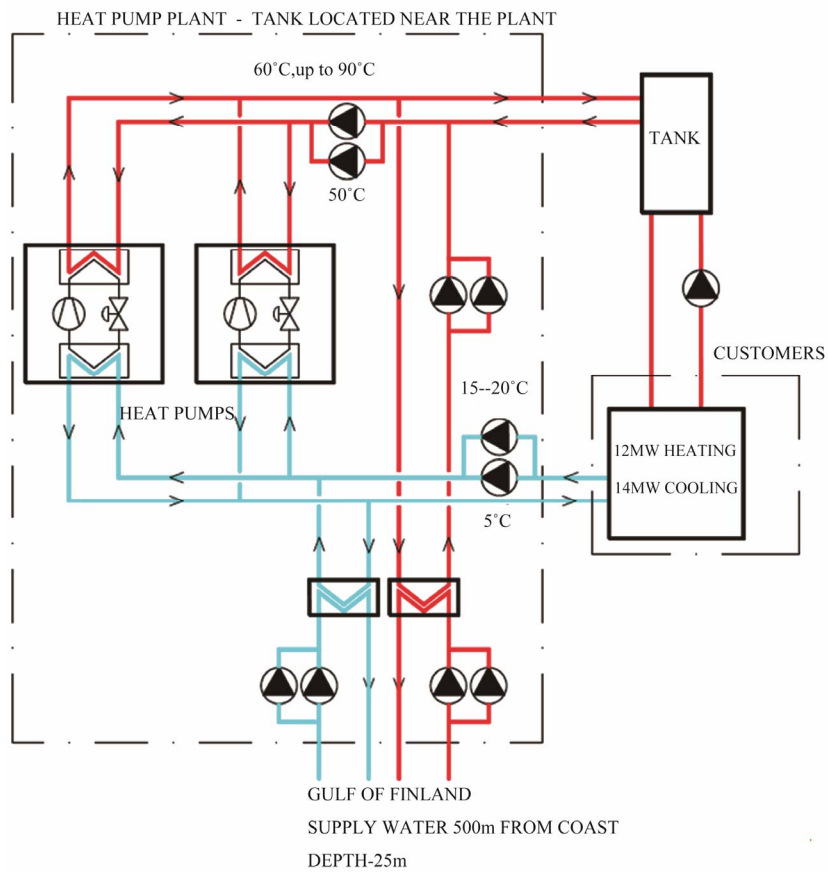 HEAT PUMP PLANT - TANK LOCATED NEAR THE PLANT
60˚C,up to 90˚C
TANK
50˚C
CUSTOMERS
15--20˚C
HEAT PUMPS
12MW HEATING
14MW COOLING
5˚C
GULF OF FINLAND
SUPPLY WATER 500m FROM COAST
DEPTH-25m